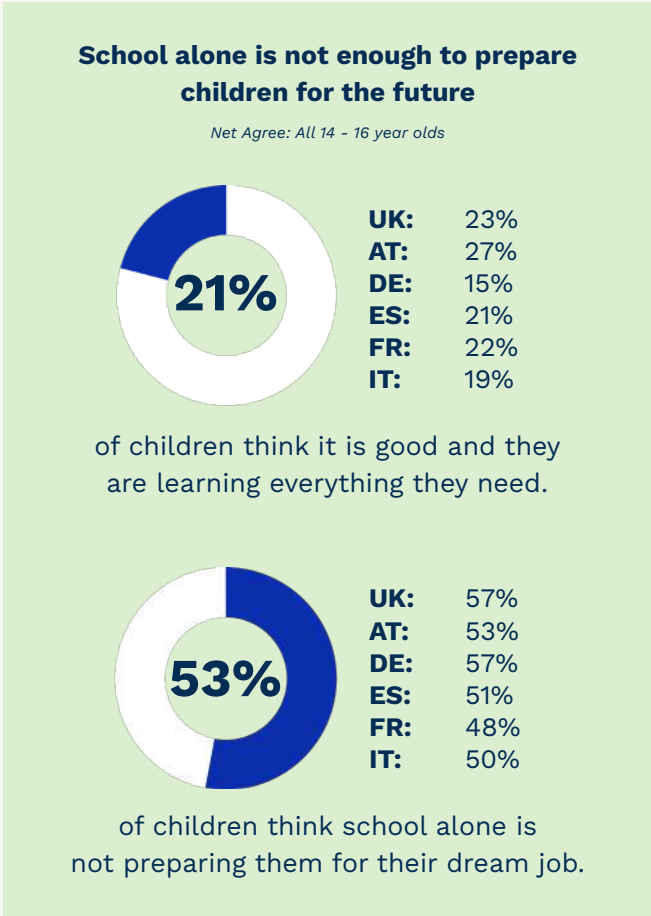 School alone is not enough to prepare
children for the future
Net Agree: All 14 - 16 year olds
21%
UK: 23%
AT: 27%
DE: 15%
ES: 21%
FR: 22%
IT: 19%
of children think it is good and they
are learning everything they need.
53%
UK: 57%
AT: 53%
DE: 57%
ES: 51%
FR: 48%
IT: 50%
of children think school alone is
not preparing them for their dream job.